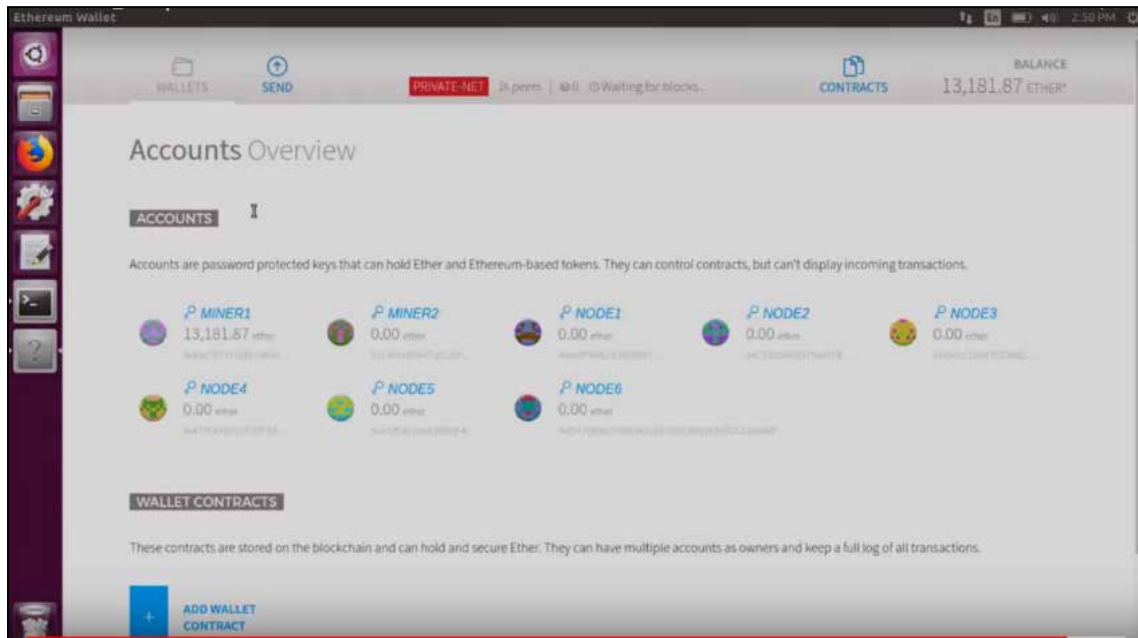 Ethereum Wallet
2:50 PM
WALLETS
SEND
PRIVATE-NET peers | 0 Waiting for blocks..
CONTRACTS
BALANCE
13,181.87 ETHER*
Accounts Overview
ACCOUNTS
Accounts are password protected keys that can hold Ether and Ethereum-based tokens. They can control contracts, but can't display incoming transactions.
MINER1
13,181.87 ether
MINER2
0.00 ether
NODE1
0.00 ether
NODE2
0.00 ether
NODE3
0.00 ether
NODE4
0.00 ether
NODE5
0.00 ether
NODE6
0.00 ether
WALLET CONTRACTS
These contracts are stored on the blockchain and can hold and secure Ether. They can have multiple accounts as owners and keep a full log of all transactions.
ADD WALLET
CONTRACT